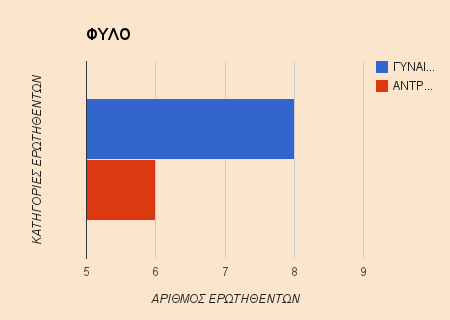 ΦΥΛΟ
ΓΥΝΑΙ...
ΑΝΤΡ...
ΚΑΤΗΓΟΡΙΕΣ ΕΡΩΤΗΘΕΝΤΩΝ
5 6 7 8 9
ΑΡΙΘΜΟΣ ΕΡΩΤΗΘΕΝΤΩΝ